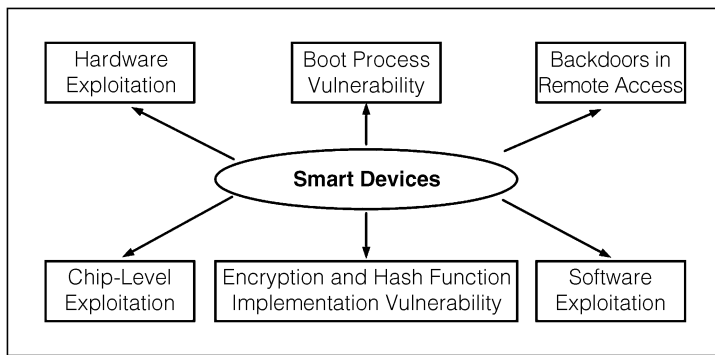 Hardware
Exploitation
Boot Process
Vulnerability
Backdoors in
Remote Access
Smart Devices
Chip-Level
Exploitation
Encryption and Hash Function
Implementation Vulnerability
Software
Exploitation